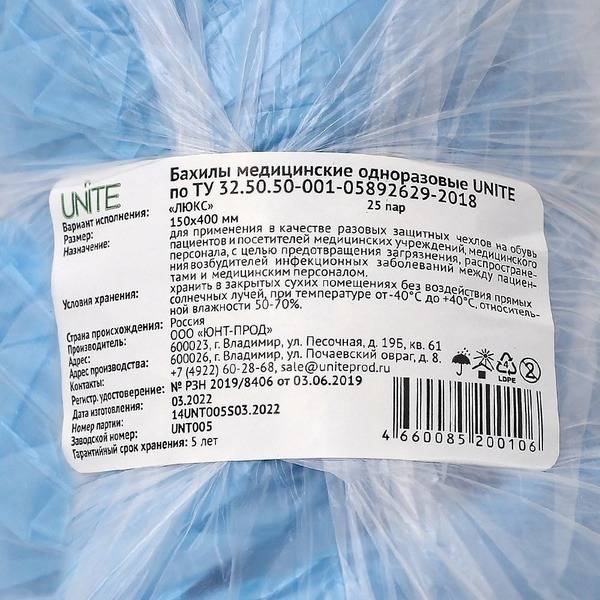 UNITE
Бахилы медицинские одноразовые UNITE
по ТУ 32.50.50-001-05892629-2018
Вариант исполнения: «ЛЮКС» 25 пар
Размер: 150х400 мм
Назначение: для применения в качестве разовых защитных чехлов на обувь
пациентов и посетителей медицинских учреждений, медицинского
персонала, с целью предотвращения загрязнения, распростране-
ния возбудителей инфекционных заболеваний между пациен-
тами и медицинским персоналом.
Условия хранения: хранить в закрытых сухих помещениях без воздействия прямых
солнечных лучей, при температуре от -40°С до +40°С, относитель-
ной влажности 50-70%.
Страна происхождения: Россия
Производитель: ООО «ЮНТ-ПРОД»
Адрес: 600023, г. Владимир, ул. Песочная, д. 19Б, кв. 61
Адрес производства: 600026, г. Владимир, ул. Почаевский овраг, д. 8.
Контакты: +7 (4922) 60-28-68, sale@uniteprod.ru
Регистр. удостоверение: № РЗН 2019/8406 от 03.06.2019
Дата изготовления: 03.2022
Номер партии: 14UNT005S03.2022
Заводской номер: UNT005
Гарантийный срок хранения: 5 лет
4
LDPE
2
4 660085 200106